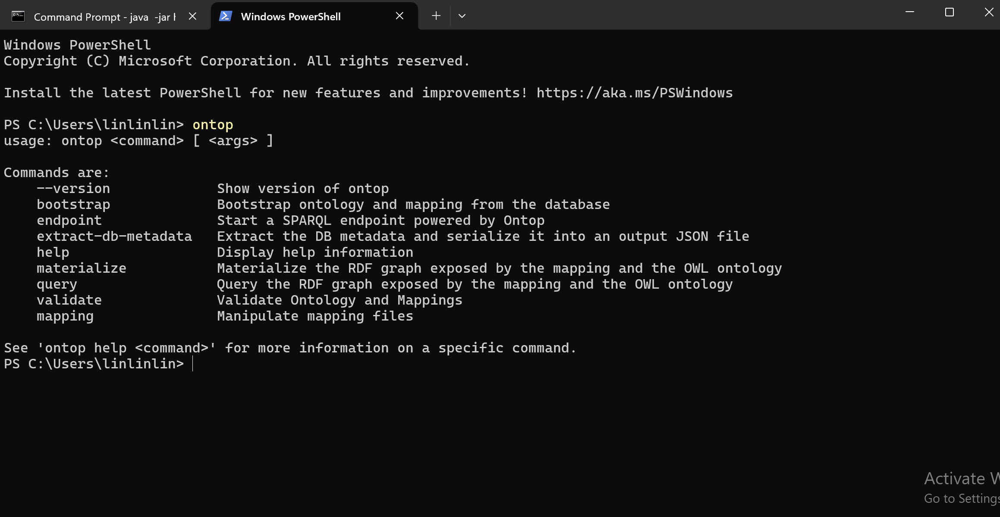 Command Prompt - java  -jar
Windows PowerShell
Windows PowerShell
Copyright (C) Microsoft Corporation. All rights reserved.
Install the latest PowerShell for new features and improvements! https://aka.ms/PSWindows
PS C:\Users\linlinlin> ontop
usage: ontop <command> [ <args> ]
Commands are:
    --version             Show version of ontop
    bootstrap             Bootstrap ontology and mapping from the database
    endpoint              Start a SPARQL endpoint powered by Ontop
    extract-db-metadata   Extract the DB metadata and serialize it into an output JSON file
    help                  Display help information
    materialize           Materialize the RDF graph exposed by the mapping and the OWL ontology
    query                 Query the RDF graph exposed by the mapping and the OWL ontology
    validate              Validate Ontology and Mappings
    mapping               Manipulate mapping files
See 'ontop help <command>' for more information on a specific command.
PS C:\Users\linlinlin>
Activate
Go to Settings